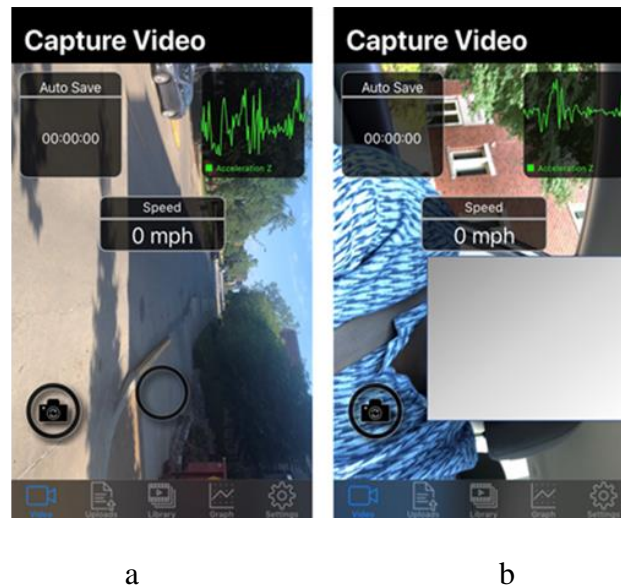 Capture Video
Auto Save
00:00:00
Acceleration Z
Speed
0 mph
Video
Uploads
Library
Graph
Settings
Capture Video
Auto Save
00:00:00
Acceleration Z
Speed
0 mph
Video
Uploads
Library
Graph
Settings
a
b